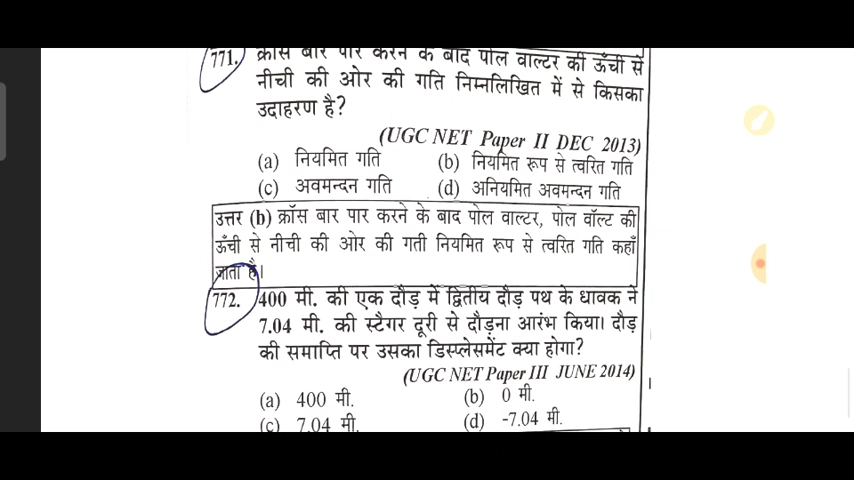 771. क्रॉस बार पार करने के बाद पोल वाल्टर की ऊँची से
नीची की ओर की गति निम्नलिखित में से किसका
उदाहरण है?
(UGC NET Paper II DEC 2013)
(a) नियमित गति (b) नियमित रूप से त्वरित गति
(c) अवमन्दन गति (d) अनियमित अवमन्दन गति
उत्तर (b) क्रॉस बार पार करने के बाद पोल वाल्टर, पोल वॉल्ट की
ऊँची से नीची की ओर की गती नियमित रूप से त्वरित गति कहाँ
जाता है।
772. 400 मी. की एक दौड़ में द्वितीय दौड़ पथ के धावक ने
7.04 मी. की स्टैगर दूरी से दौड़ना आरंभ किया। दौड़
की समाप्ति पर उसका डिस्प्लेसमेंट क्या होगा?
(UGC NET Paper III JUNE 2014)
(a) 400 मी. (b) 0 मी.
(c) 7.04 मी. (d) -7.04 मी.